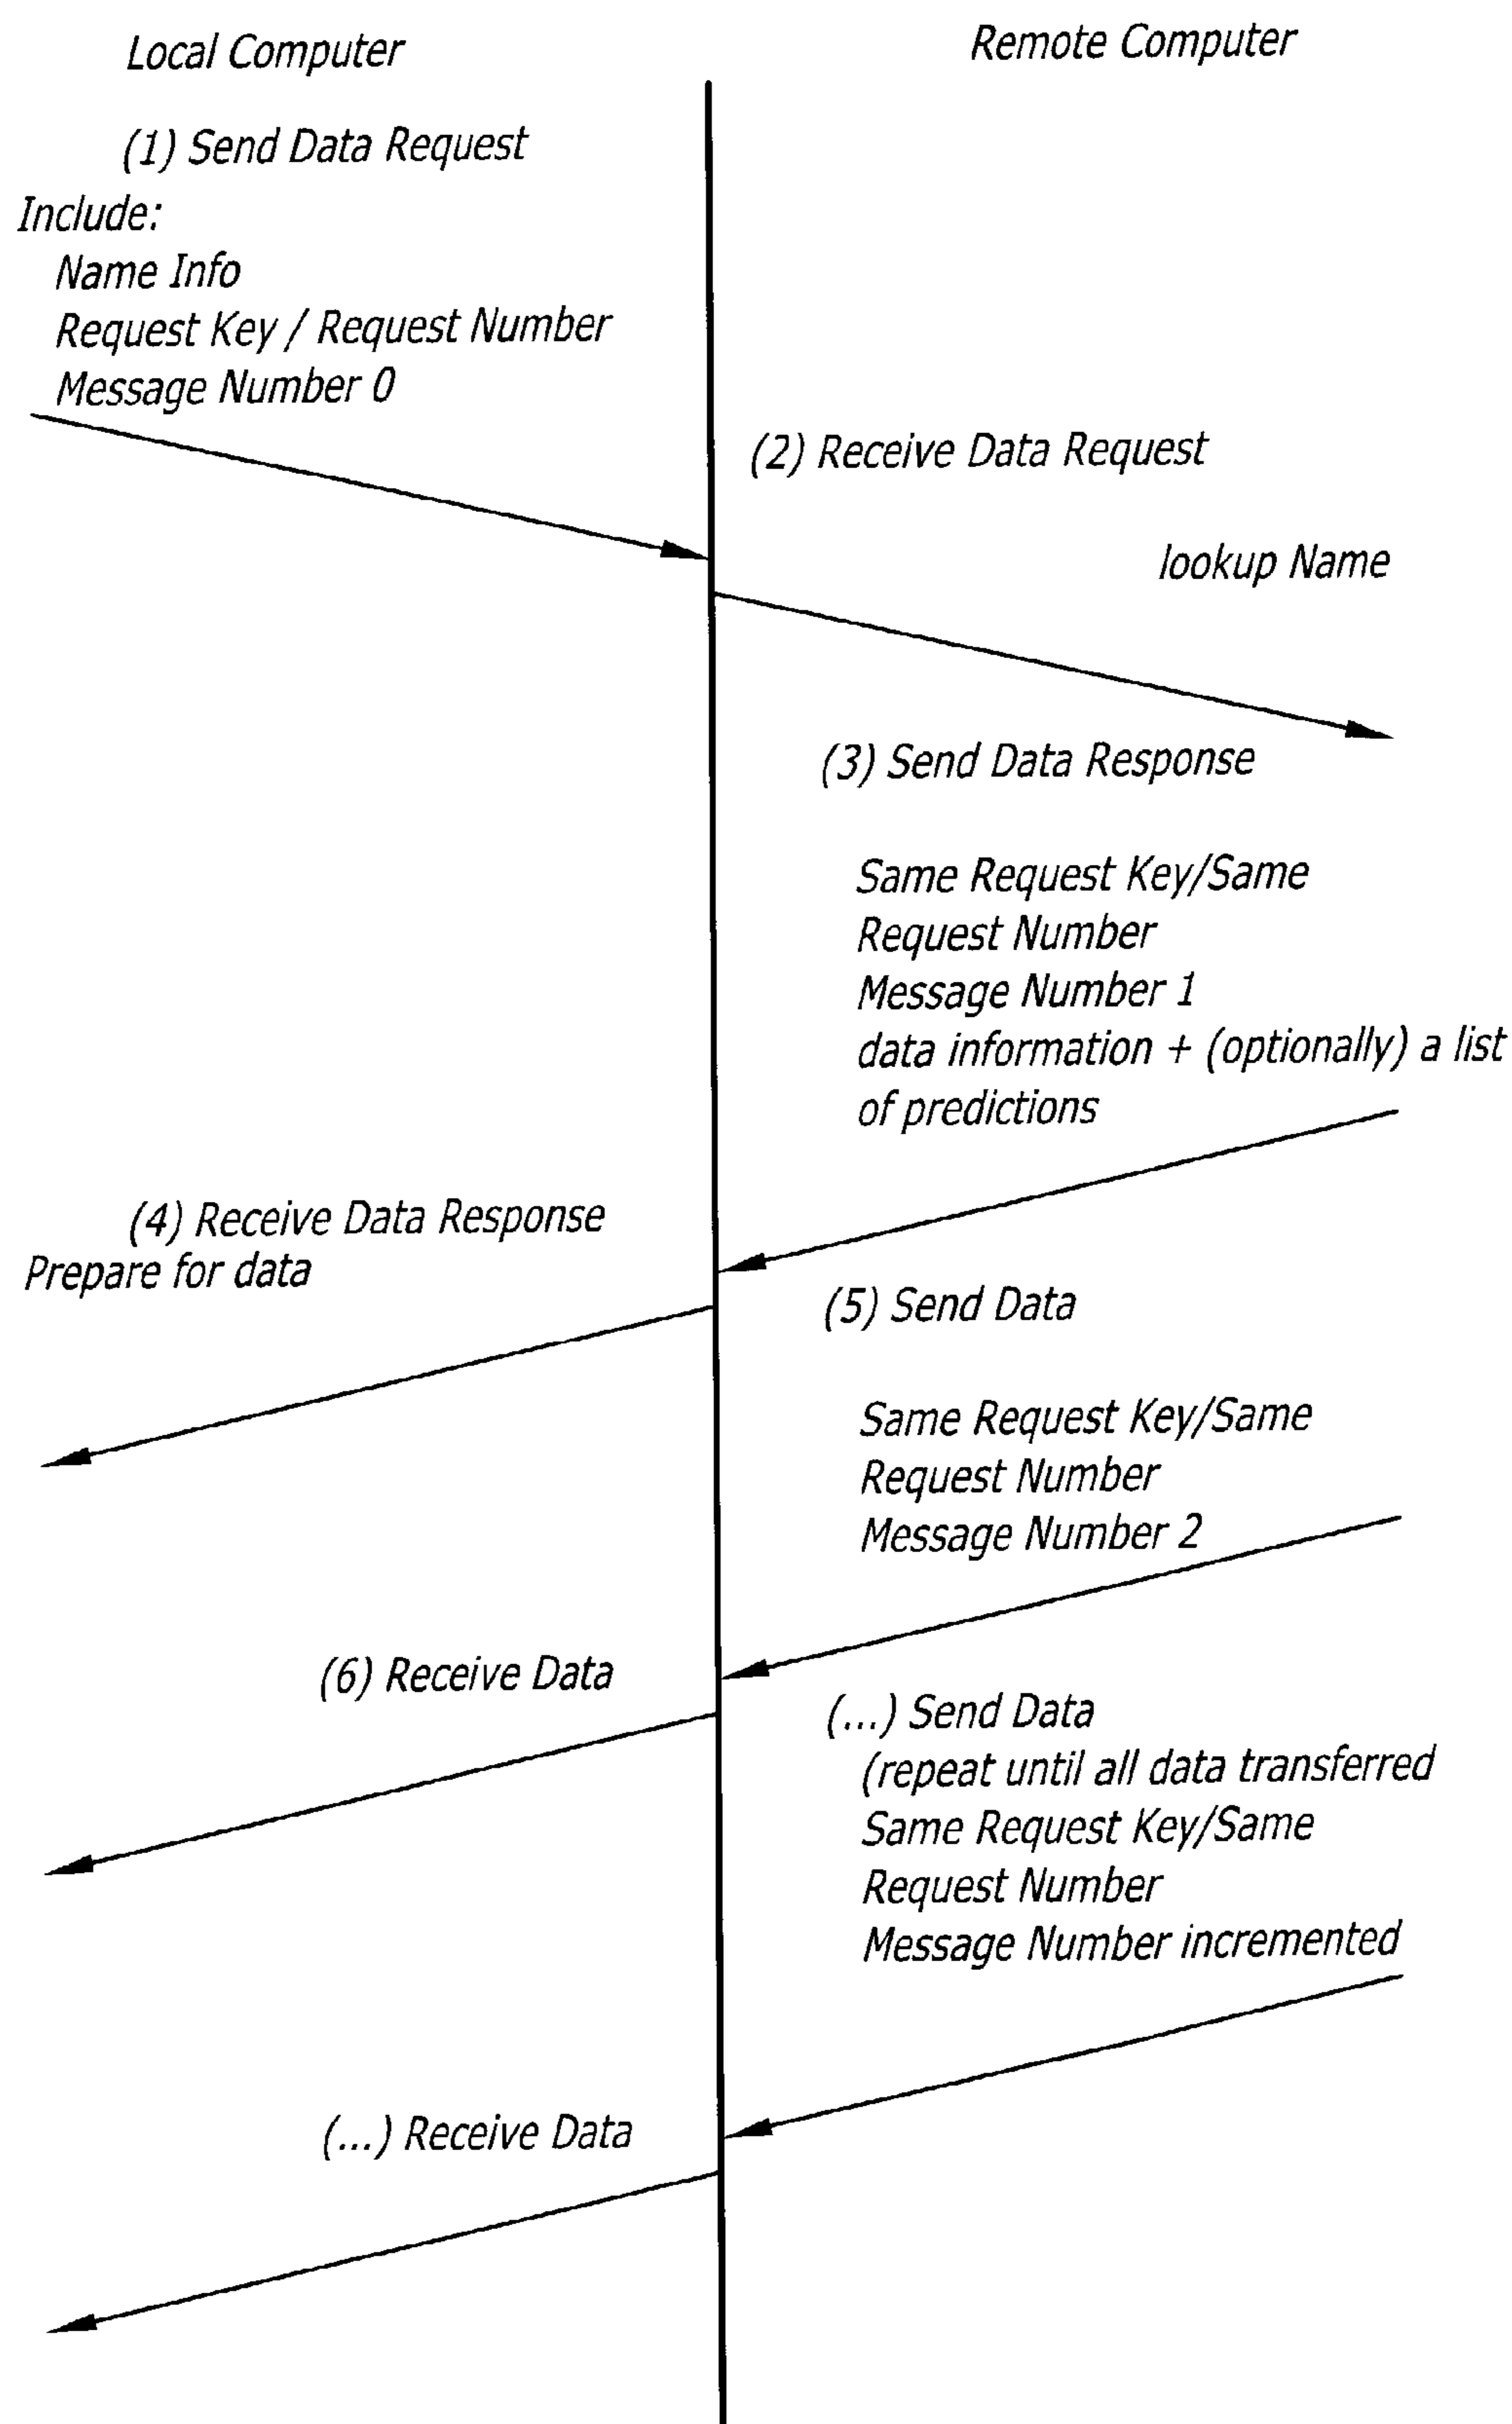 Local Computer
Remote Computer
(1) Send Data Request
Include:
Name Info
Request Key / Request Number
Message Number 0
(2) Receive Data Request
lookup Name
(3) Send Data Response
Same Request Key/Same
Request Number
Message Number 1
data information + (optionally) a list
of predictions
(4) Receive Data Response
Prepare for data
(5) Send Data
Same Request Key/Same
Request Number
Message Number 2
(6) Receive Data
(...) Send Data
(repeat until all data transferred
Same Request Key/Same
Request Number
Message Number incremented
(...) Receive Data